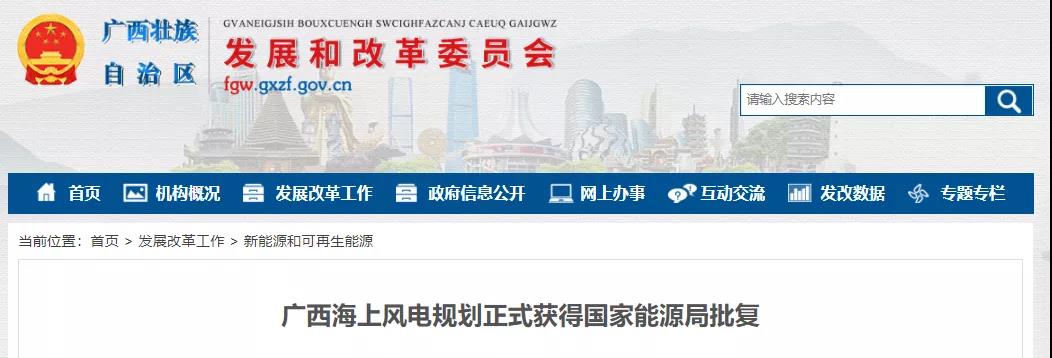 广西壮族
自治区
GVANEIGJSIH BOUXCUENGH SWCIGHFAZCANJ CAEUQ GAIJGWZ
发展和改革委员会
fgw.gxzf.gov.cn
请输入搜索内容
首页 机构概况 发展改革工作 政府信息公开 网上办事 互动交流 发改数据 专题专栏
当前位置：首页 > 发展改革工作 > 新能源和可再生能源
广西海上风电规划正式获得国家能源局批复